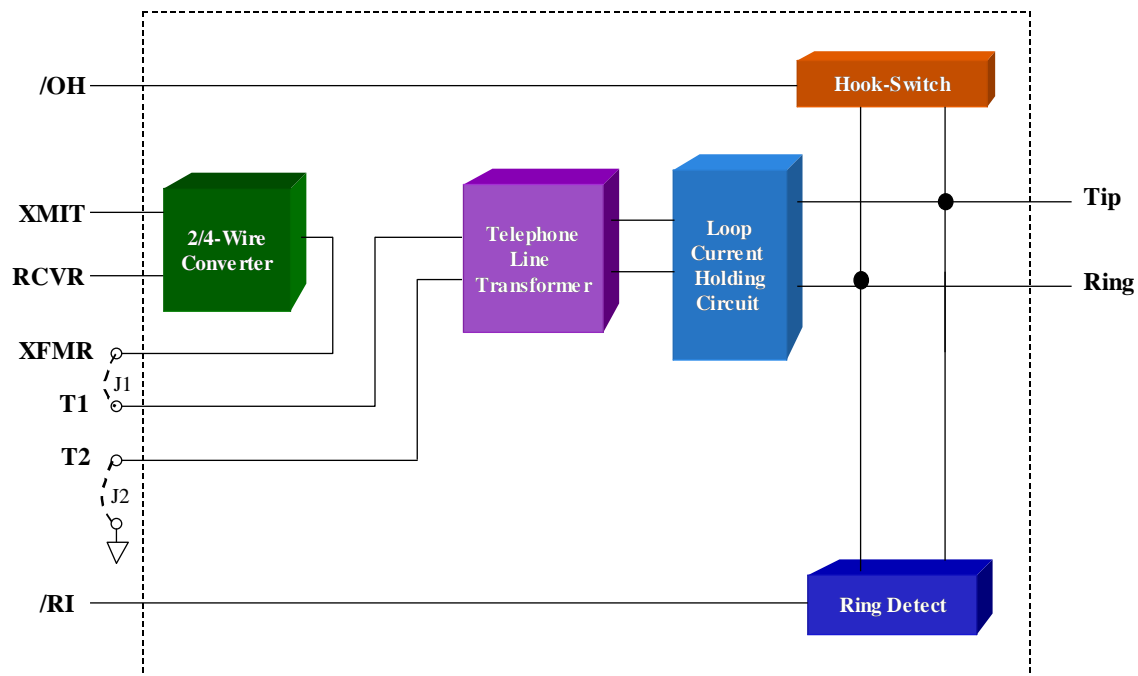 /OH
Hook-Switch
XMIT
2/4-Wire
Converter
RCVR
Telephone
Line
Transformer
Loop
Current
Holding
Circuit
Tip
Ring
XFMR
J1
T1
T2
J2
/RI
Ring Detect